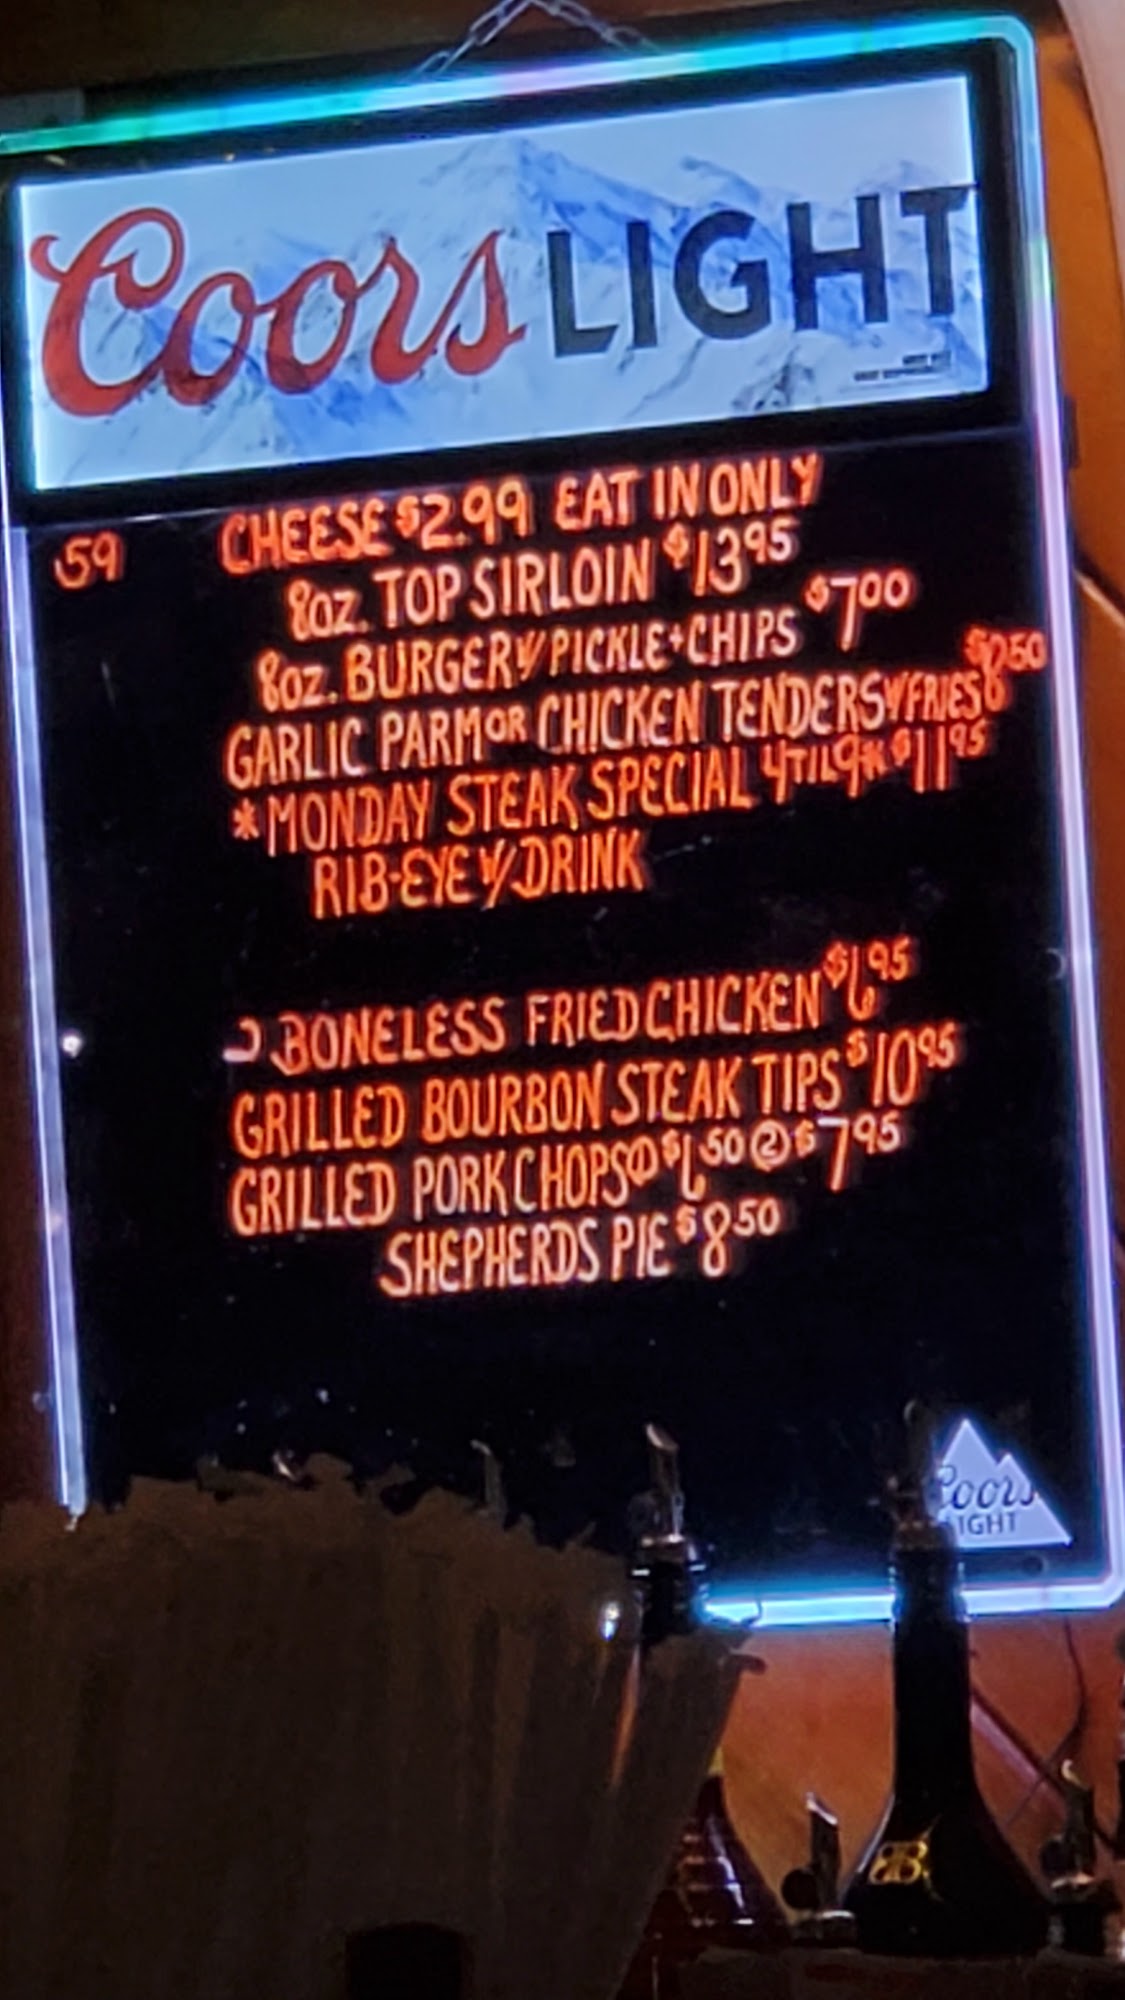 Coors LIGHT
59 CHEESE $2.99 EAT IN ONLY
8oz. TOP SIRLOIN $13.95
8oz. BURGER W/ PICKLE + CHIPS $7.00
GARLIC PARM OR CHICKEN TENDERS W/ FRIES $8.50
*MONDAY STEAK SPECIAL 4 TIL 9PM $11.95
RIB-EYE W/ DRINK
BONELESS FRIED CHICKEN $6.95
GRILLED BOURBON STEAK TIPS $10.95
GRILLED PORK CHOPS ① $6.50 ② $7.95
SHEPHERDS PIE $8.50
Coors
LIGHT
BB